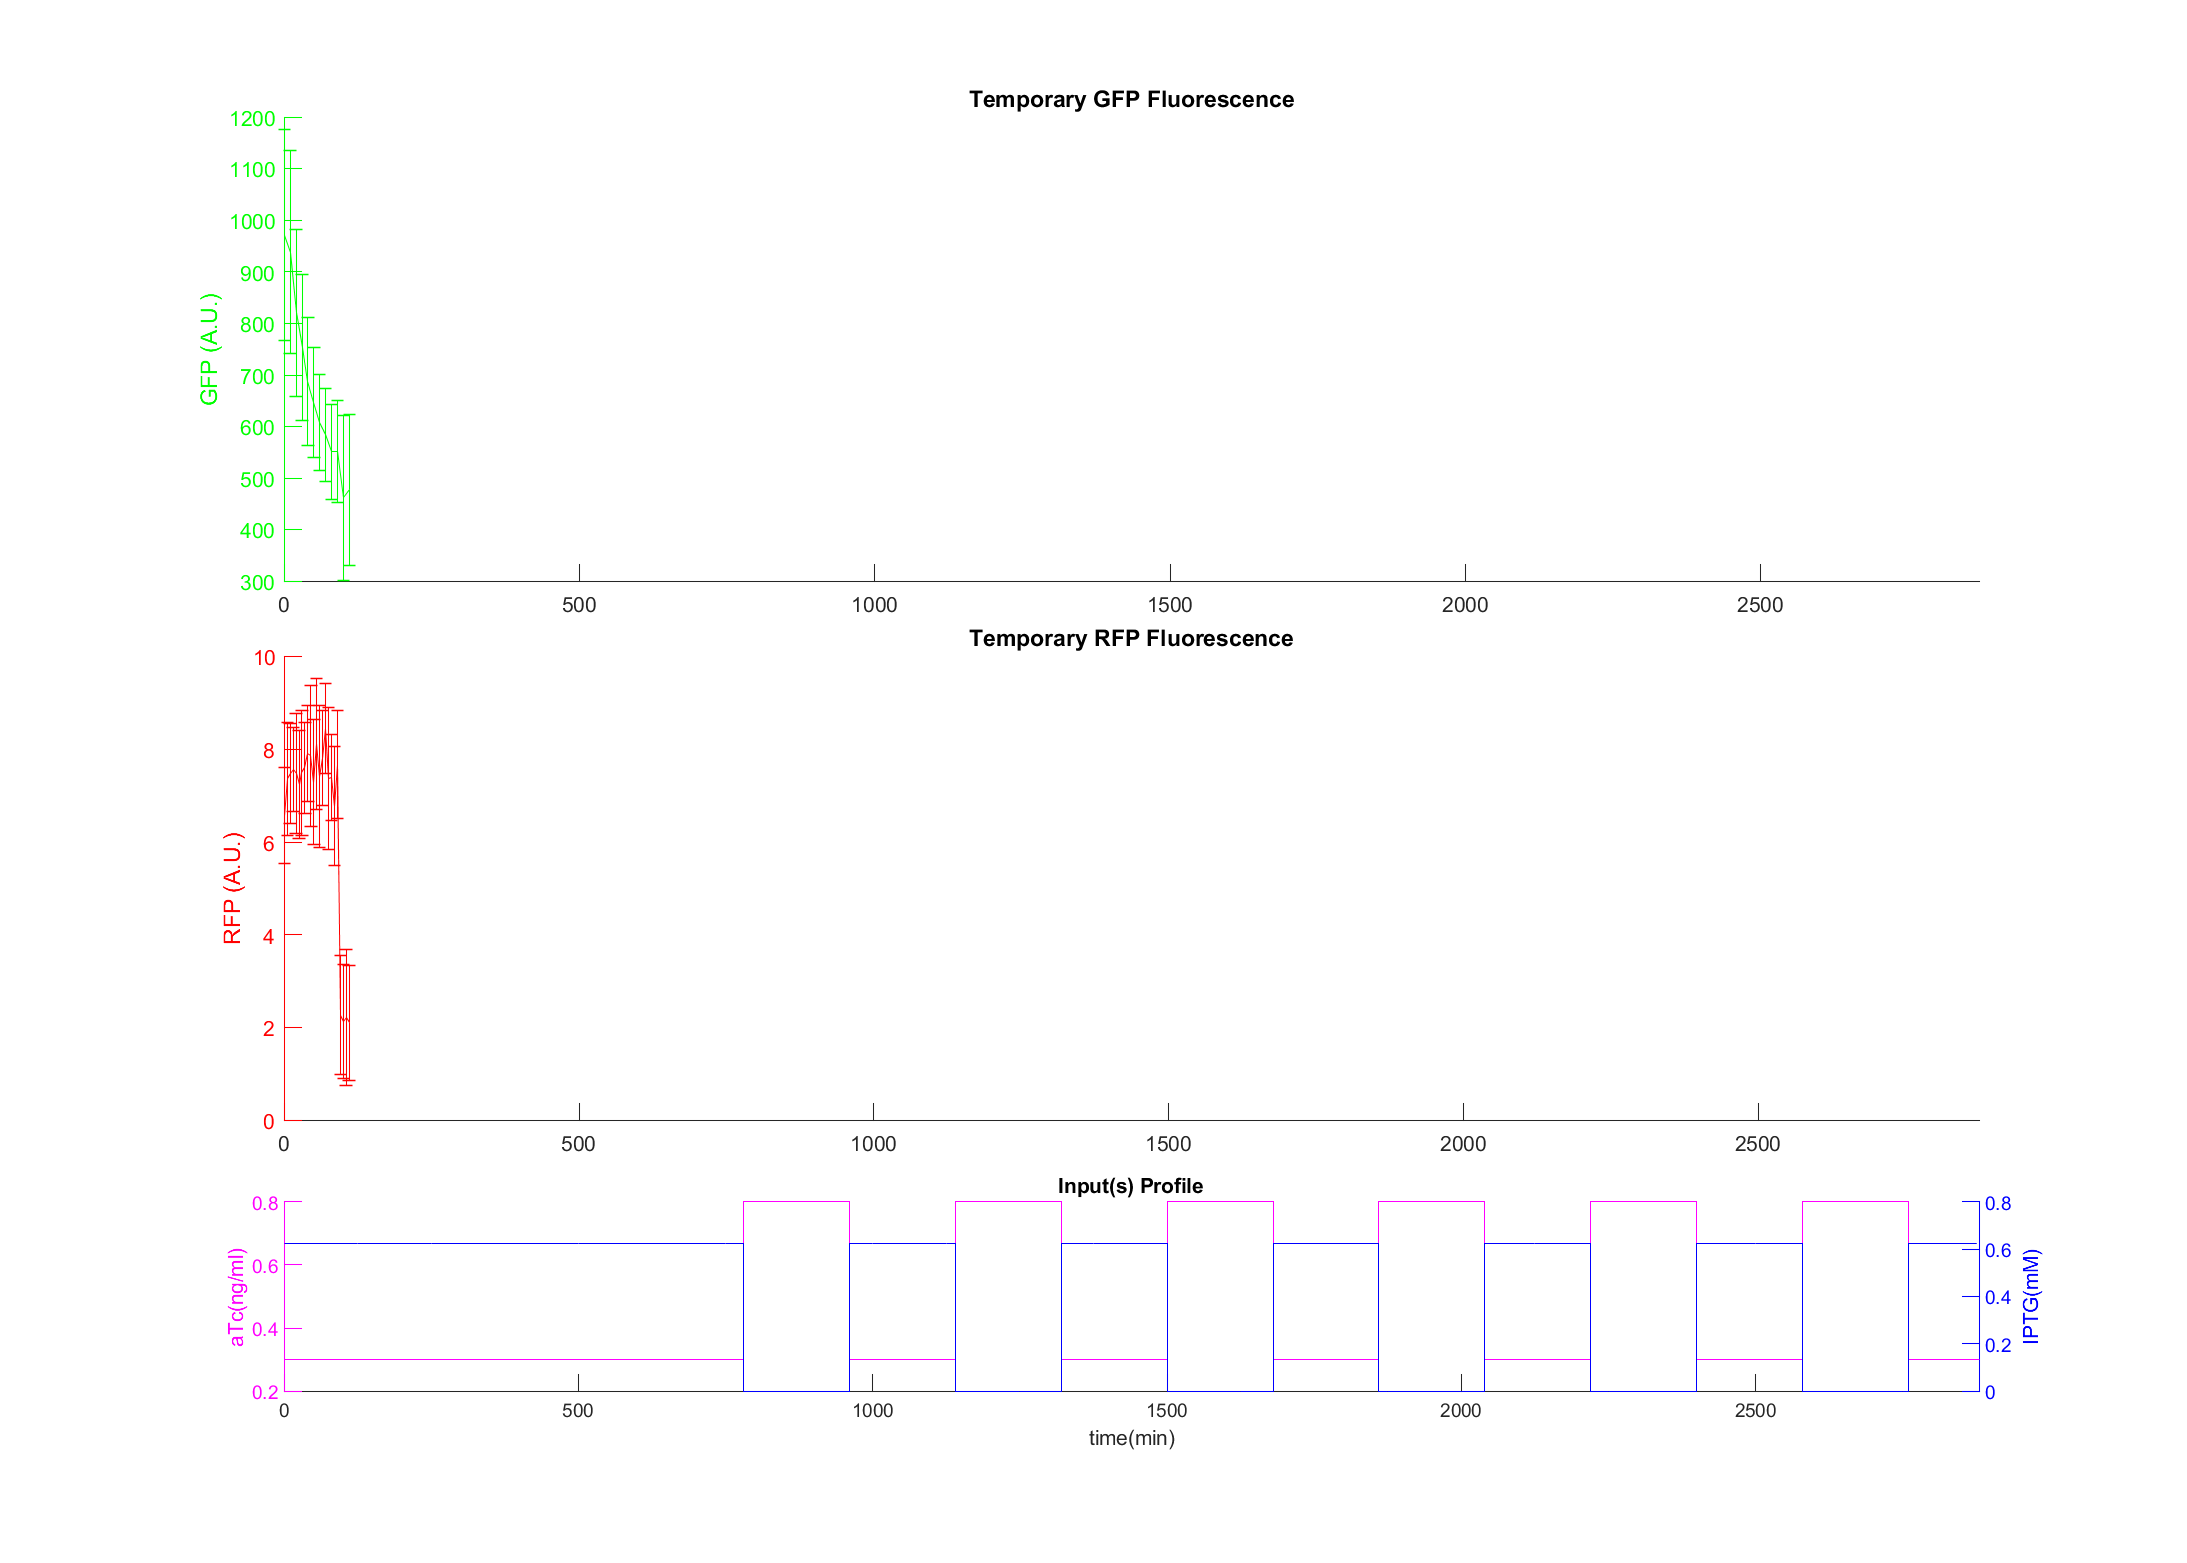 Temporary GFP Fluorescence
1200
1100
1000
900
800
700
600
500
400
300
GFP (A.U.)
0 500 1000 1500 2000 2500
Temporary RFP Fluorescence
10
8
6
4
2
0
RFP (A.U.)
0 500 1000 1500 2000 2500
Input(s) Profile
0.8 0.8
0.6 0.6
0.4 0.4
0.2
0.2 0
aTc(ng/ml)
IPTG(mM)
0 500 1000 1500 2000 2500
time(min)